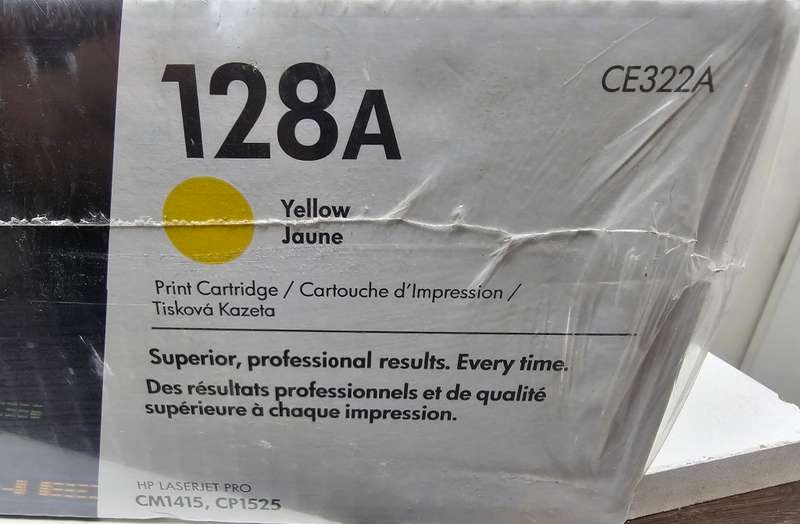 128A
CE322A
Yellow
Jaune
Print Cartridge / Cartouche d'Impression /
Tisková Kazeta
Superior, professional results. Every time.
Des résultats professionnels et de qualité
supérieure à chaque impression.
HP LASERJET PRO
CM1415, CP1525